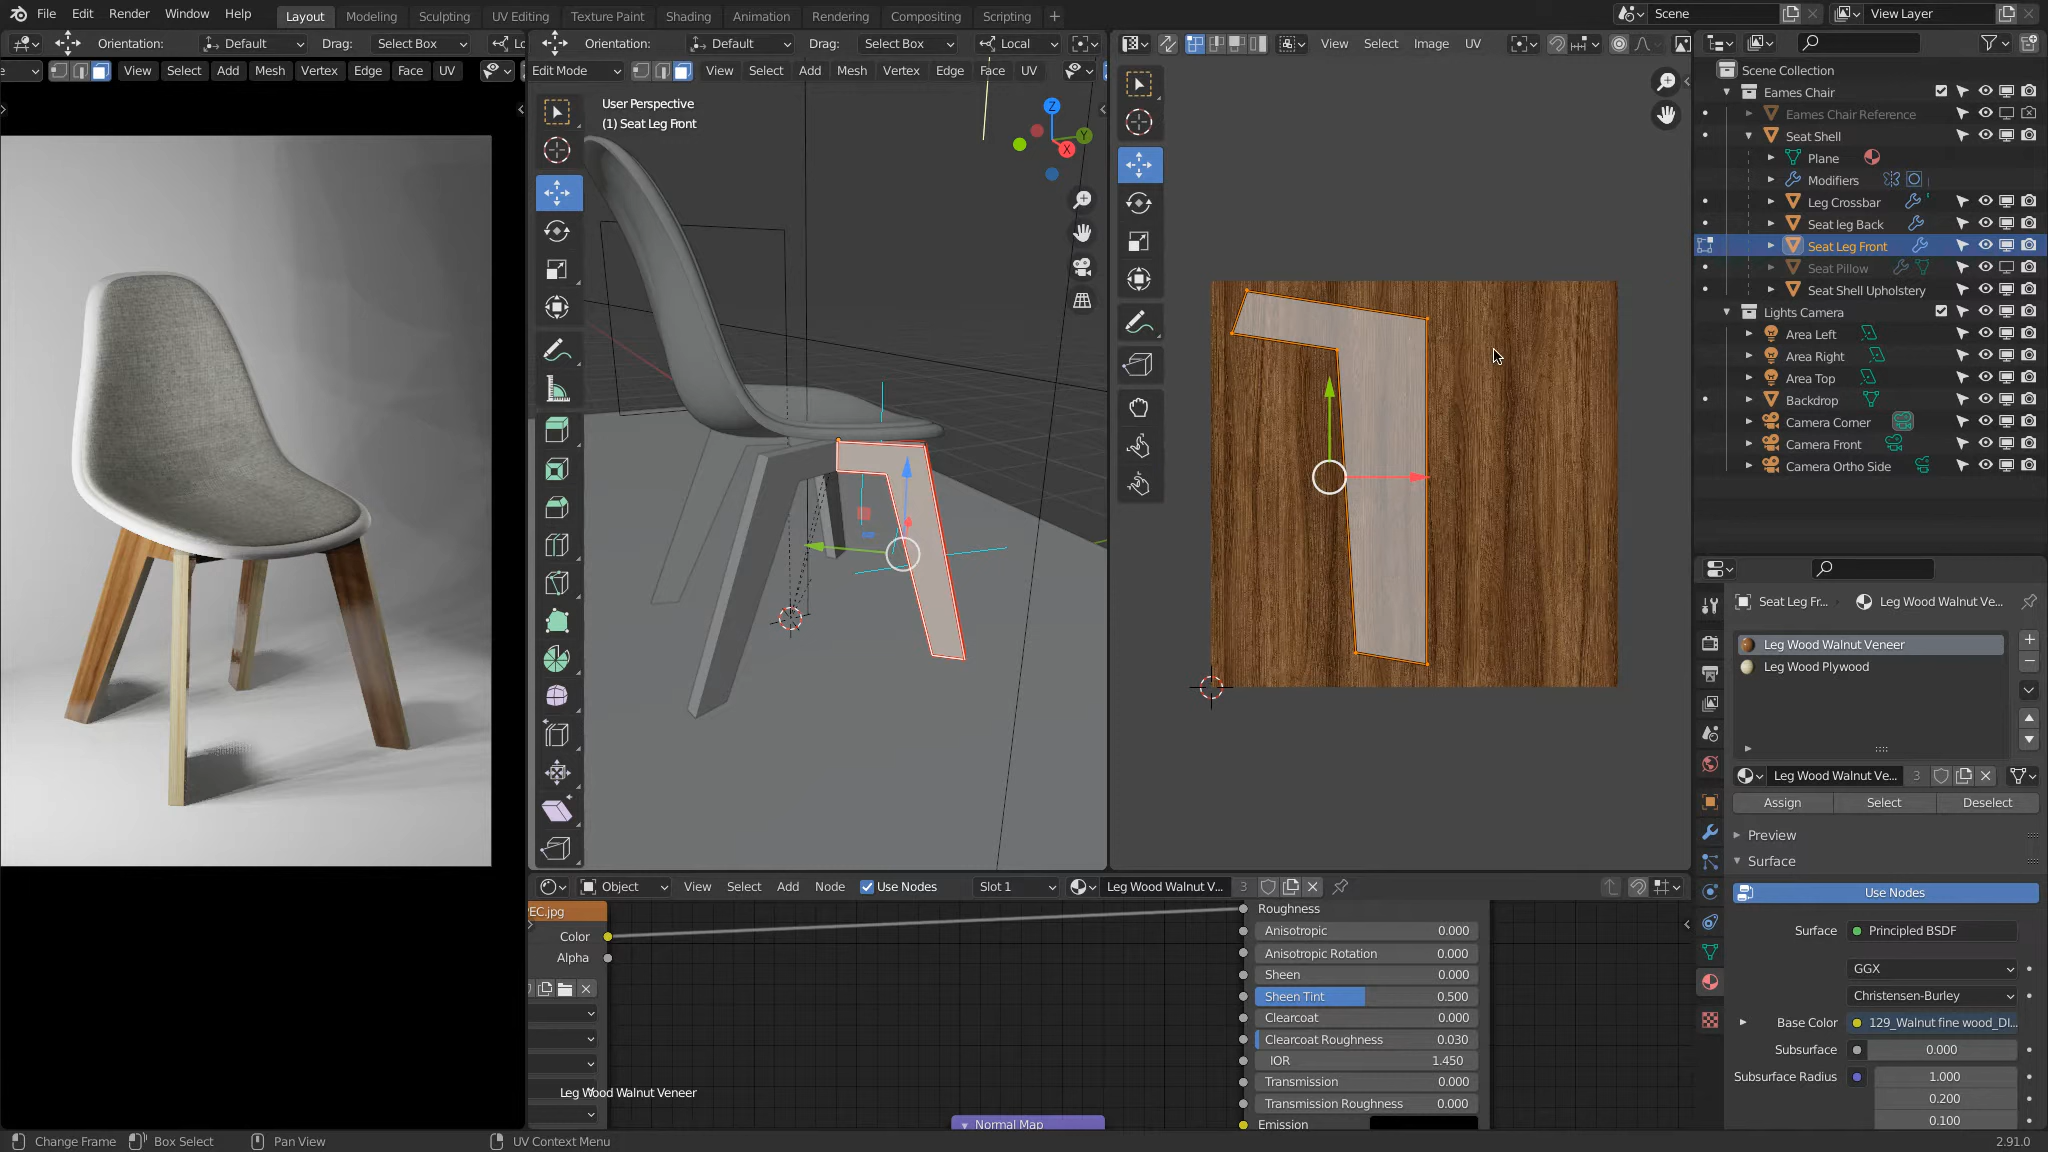 File Edit Render Window Help Layout Modeling Sculpting UV Editing Texture Paint Shading Animation Rendering Compositing Scripting Scene View Layer
Orientation: Default Drag: Select Box Lo
Orientation: Default Drag: Select Box Local
View Select Image UV
View Select Add Mesh Vertex Edge Face UV
Edit Mode View Select Add Mesh Vertex Edge Face UV
User Perspective
(1) Seat Leg Front
Z
Y
X
Scene Collection
Eames Chair
Eames Chair Reference
Seat Shell
Plane
Modifiers
Leg Crossbar
Seat leg Back
Seat Leg Front
Seat Pillow
Seat Shell Upholstery
Lights Camera
Area Left
Area Right
Area Top
Backdrop
Camera Corner
Camera Front
Camera Ortho Side
Seat Leg Fr... Leg Wood Walnut Ve...
Leg Wood Walnut Veneer
Leg Wood Plywood
Leg Wood Walnut Ve... 3
Assign Select Deselect
Preview
Surface
Use Nodes
Surface Principled BSDF
GGX
Christensen-Burley
Base Color 129_Walnut fine wood_DI...
Subsurface 0.000
Subsurface Radius 1.000
0.200
0.100
Object View Select Add Node Use Nodes Slot 1 Leg Wood Walnut V... 3
EC.jpg
Color
Alpha
Roughness
Anisotropic 0.000
Anisotropic Rotation 0.000
Sheen 0.000
Sheen Tint 0.500
Clearcoat 0.000
Clearcoat Roughness 0.030
IOR 1.450
Transmission 0.000
Transmission Roughness 0.000
Emission
Normal Map
Leg Wood Walnut Veneer
Change Frame Box Select Pan View UV Context Menu 2.91.0